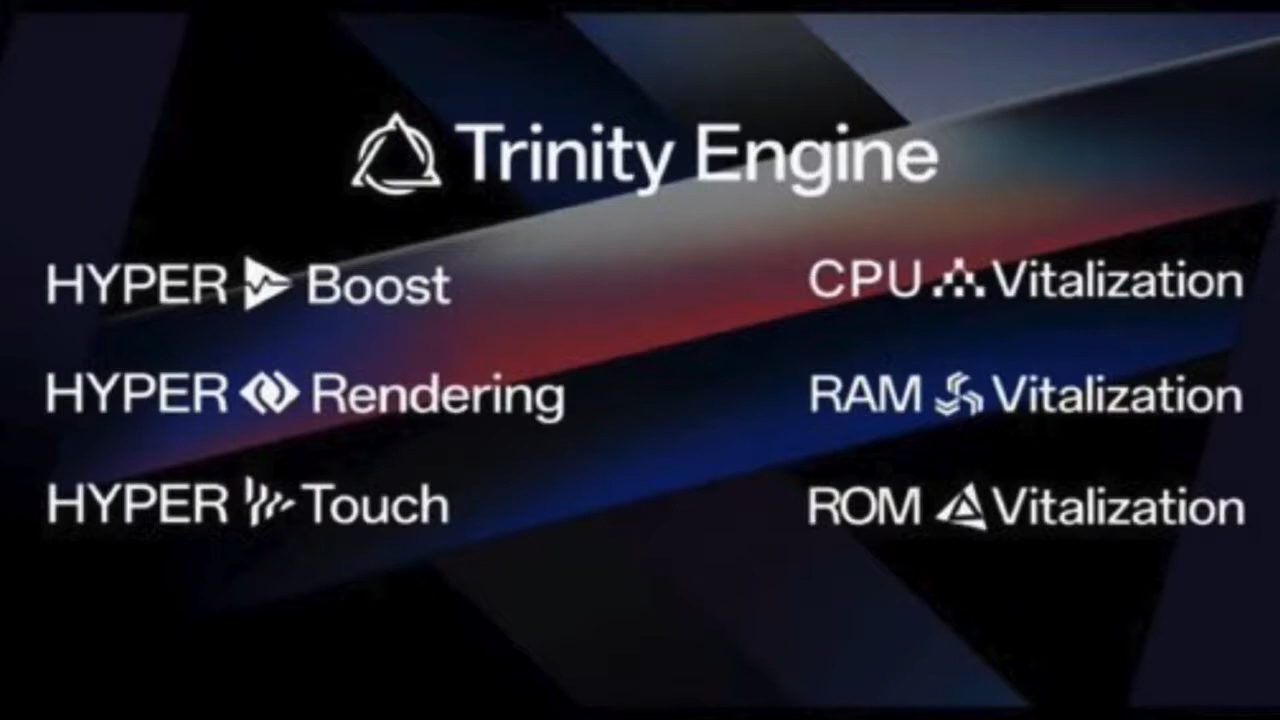 Trinity Engine
HYPER Boost
CPU Vitalization
HYPER Rendering
RAM Vitalization
HYPER Touch
ROM Vitalization